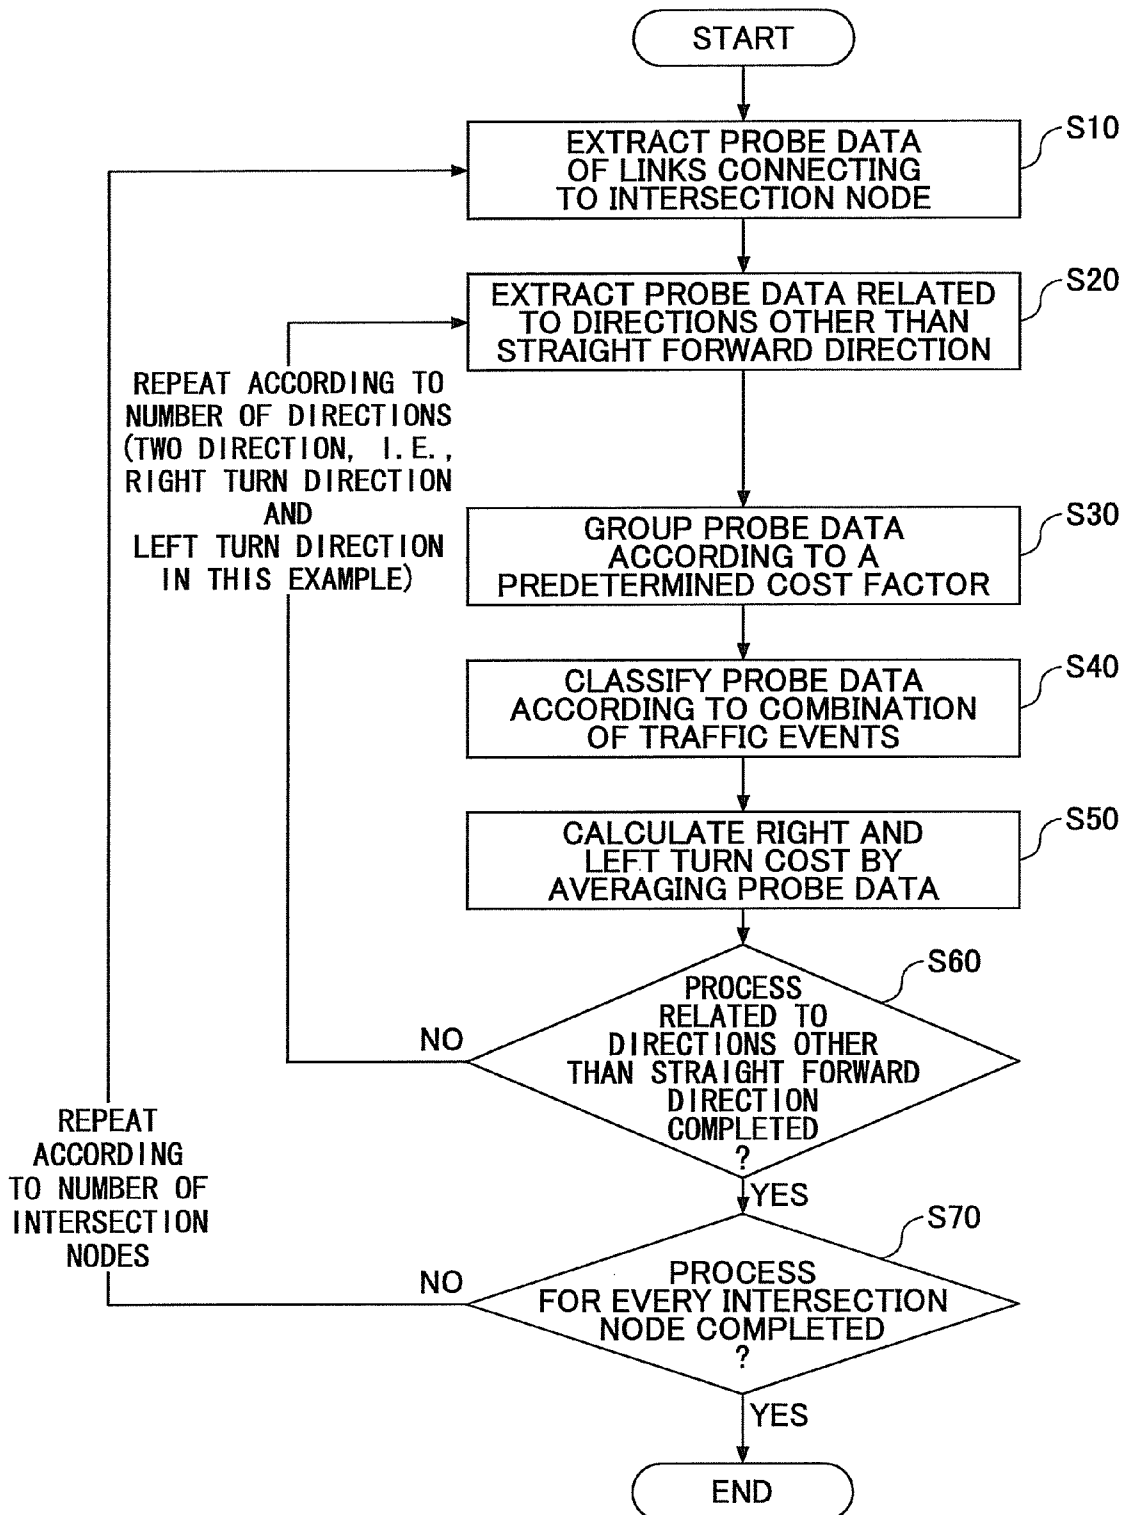 START
EXTRACT PROBE DATA
OF LINKS CONNECTING
TO INTERSECTION NODE
S10
EXTRACT PROBE DATA RELATED
TO DIRECTIONS OTHER THAN
STRAIGHT FORWARD DIRECTION
S20
REPEAT ACCORDING TO
NUMBER OF DIRECTIONS
(TWO DIRECTION, I.E.,
RIGHT TURN DIRECTION
AND
LEFT TURN DIRECTION
IN THIS EXAMPLE)
GROUP PROBE DATA
ACCORDING TO A
PREDETERMINED COST FACTOR
S30
CLASSIFY PROBE DATA
ACCORDING TO COMBINATION
OF TRAFFIC EVENTS
S40
CALCULATE RIGHT AND
LEFT TURN COST BY
AVERAGING PROBE DATA
S50
PROCESS
RELATED TO
DIRECTIONS OTHER
THAN STRAIGHT FORWARD
DIRECTION
COMPLETED
?
S60
NO
YES
REPEAT
ACCORDING
TO NUMBER OF
INTERSECTION
NODES
PROCESS
FOR EVERY INTERSECTION
NODE COMPLETED
?
S70
NO
YES
END